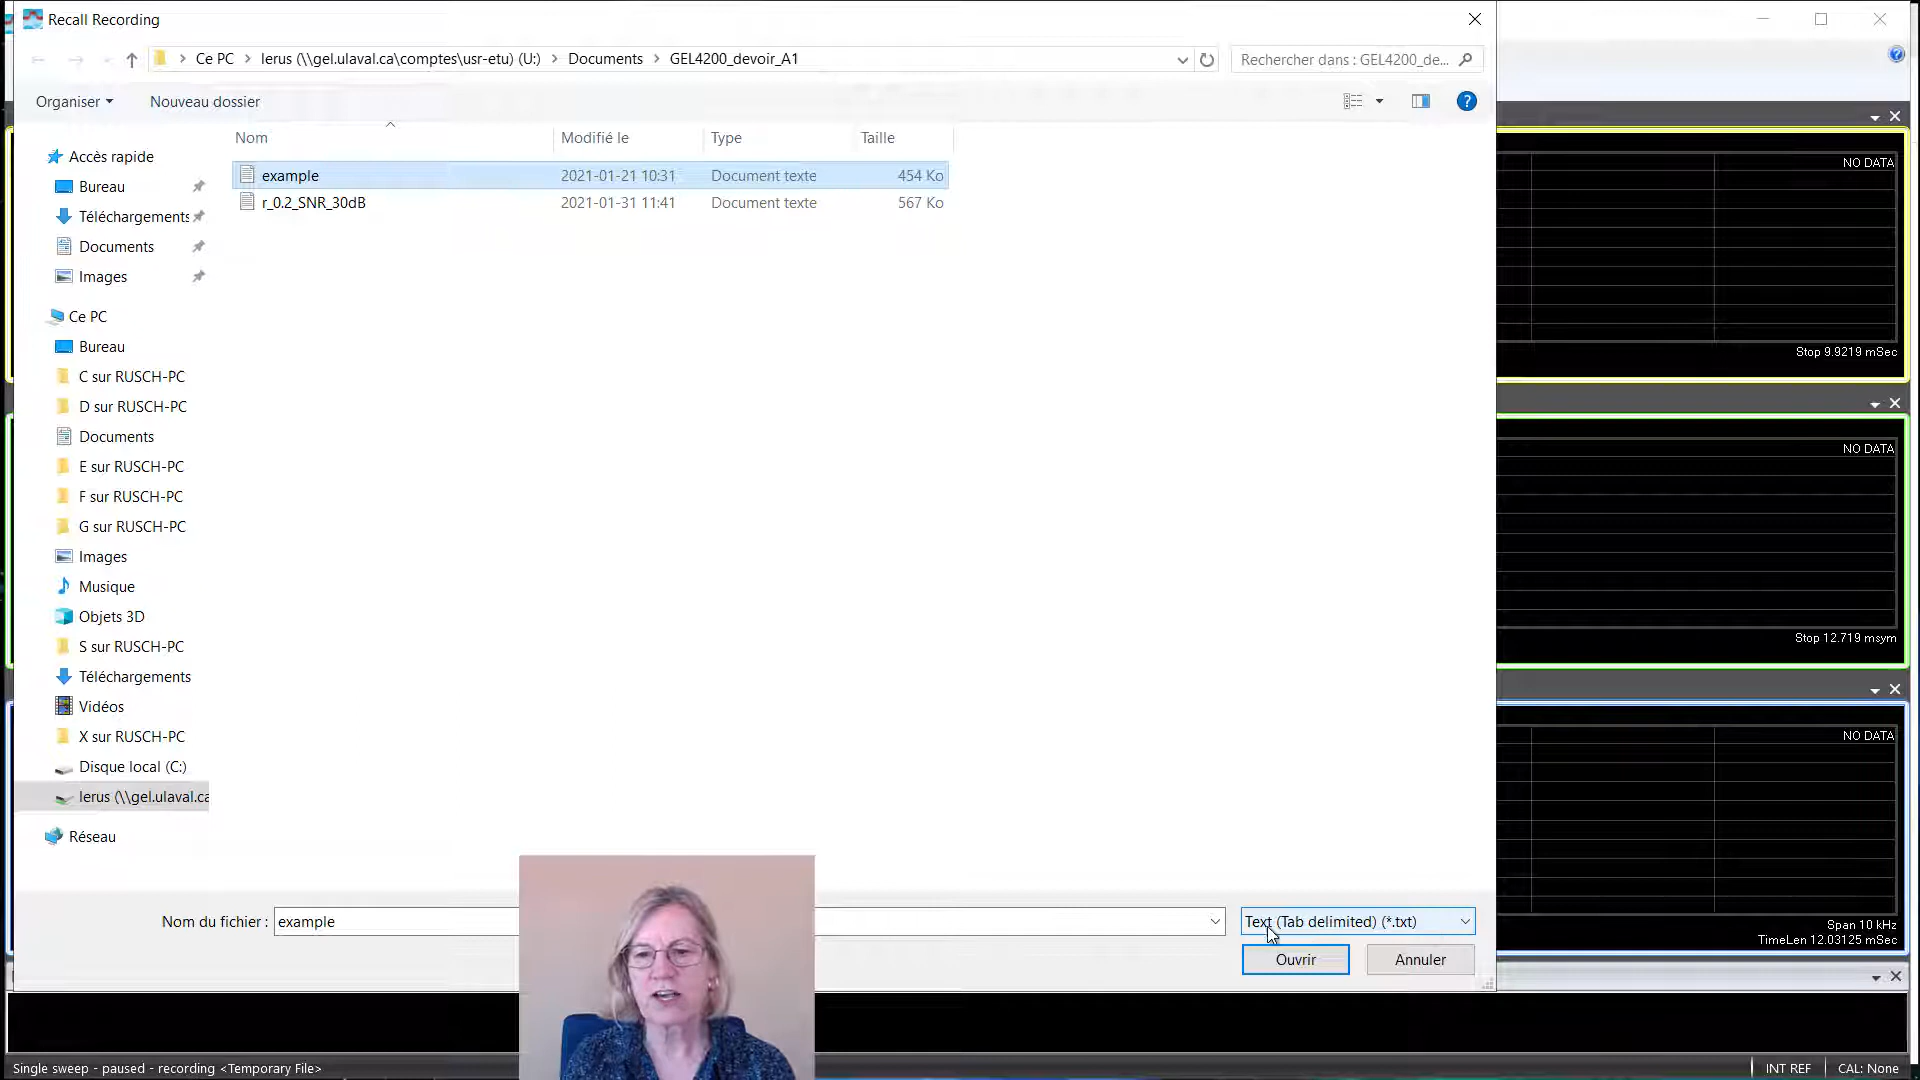 Recall Recording
Ce PC > lerus (\\gel.ulaval.ca\comptes\usr-etu) (U:) > Documents > GEL4200_devoir_A1
Rechercher dans : GEL4200_de...
Organiser
Nouveau dossier
Nom
Modifié le
Type
Taille
example 2021-01-21 10:31 Document texte 454 Ko
r_0.2_SNR_30dB 2021-01-31 11:41 Document texte 567 Ko
Accès rapide
Bureau
Téléchargements
Documents
Images
Ce PC
Bureau
C sur RUSCH-PC
D sur RUSCH-PC
Documents
E sur RUSCH-PC
F sur RUSCH-PC
G sur RUSCH-PC
Images
Musique
Objets 3D
S sur RUSCH-PC
Téléchargements
Vidéos
X sur RUSCH-PC
Disque local (C:)
lerus (\\gel.ulaval.ca
Réseau
Nom du fichier :
example
Text (Tab delimited) (*.txt)
Ouvrir
Annuler
NO DATA
Stop 9.9219 mSec
NO DATA
Stop 12.719 msym
NO DATA
Span 10 kHz
TimeLen 12.03125 mSec
Single sweep - paused - recording <Temporary File>
INT REF
CAL: None